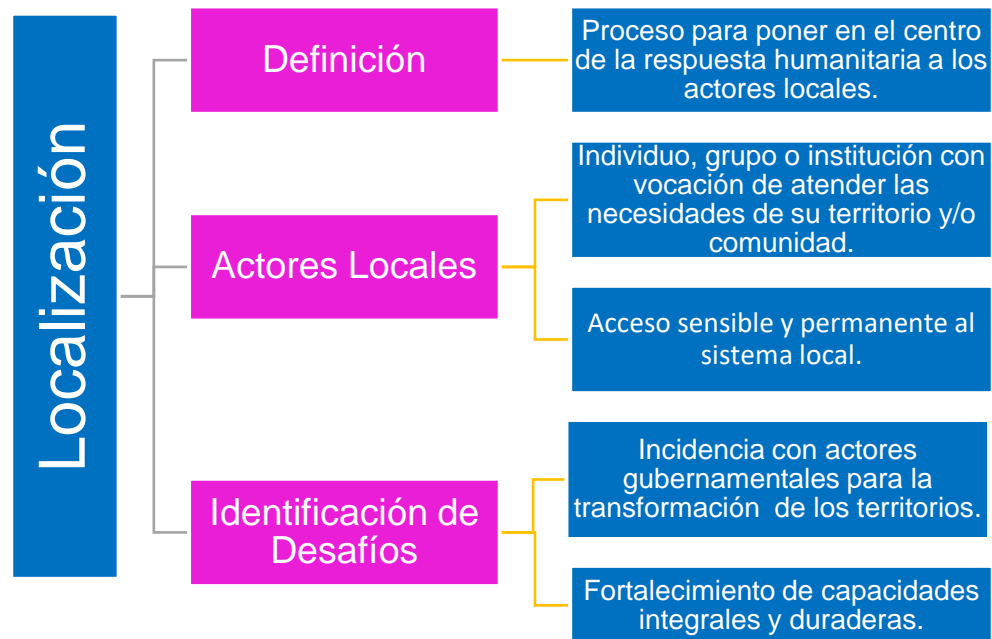 Localización
Definición
Proceso para poner en el centro
de la respuesta humanitaria a los
actores locales.
Actores Locales
Individuo, grupo o institución con
vocación de atender las
necesidades de su territorio y/o
comunidad.
Acceso sensible y permanente al
sistema local.
Identificación de
Desafíos
Incidencia con actores
gubernamentales para la
transformación de los territorios.
Fortalecimiento de capacidades
integrales y duraderas.